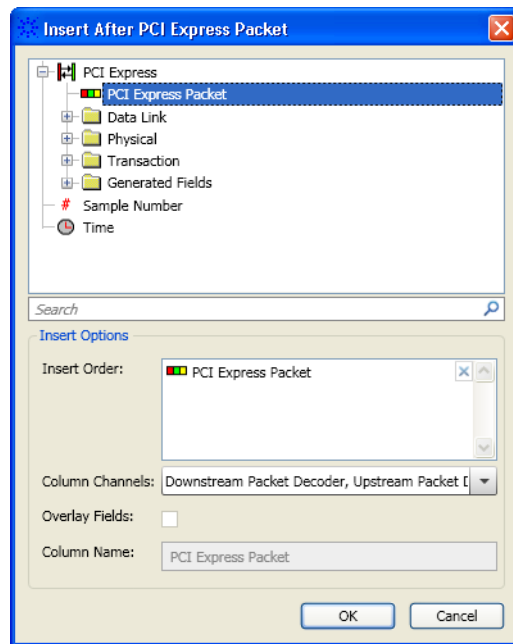 Insert After PCI Express Packet
PCI Express
PCI Express Packet
Data Link
Physical
Transaction
Generated Fields
# Sample Number
Time
Search
Insert Options
Insert Order:
PCI Express Packet
Column Channels: Downstream Packet Decoder, Upstream Packet
Overlay Fields:
Column Name: PCI Express Packet
OK Cancel